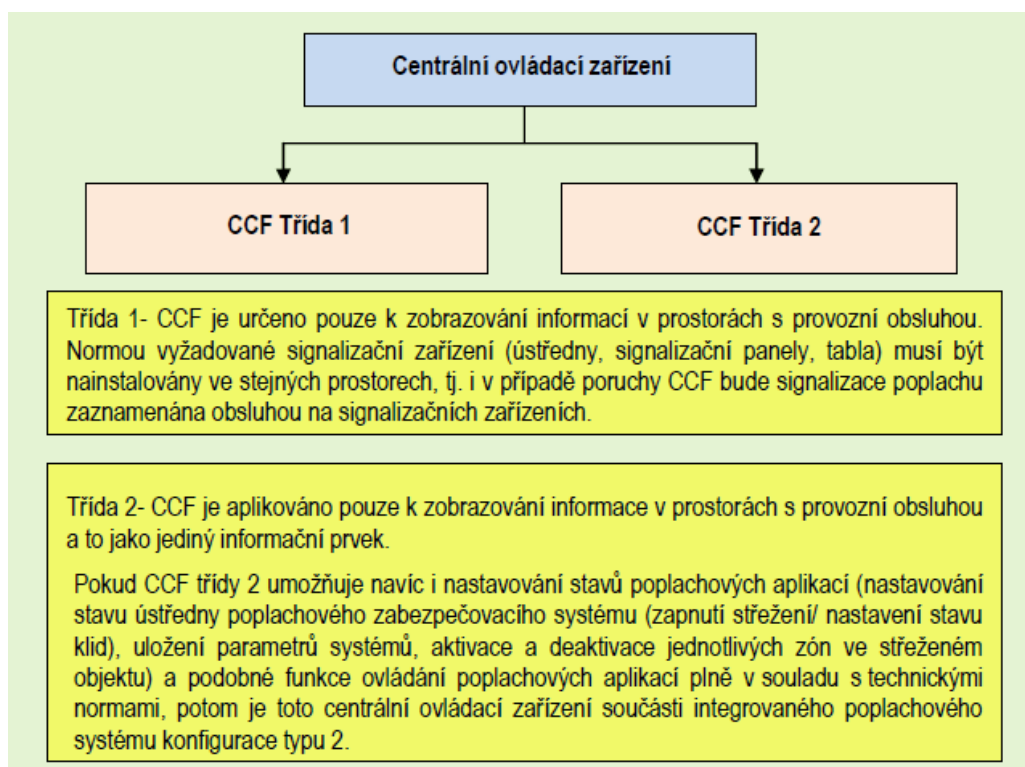 Centrální ovládací zařízení
CCF Třída 1
CCF Třída 2
Třída 1- CCF je určeno pouze k zobrazování informací v prostorách s provozní obsluhou.
Normou vyžadované signalizační zařízení (ústředny, signalizační panely, tabla) musí být
nainstalovány ve stejných prostorech, tj. i v případě poruchy CCF bude signalizace poplachu
zaznamenána obsluhou na signalizačních zařízeních.
Třída 2- CCF je aplikováno pouze k zobrazování informace v prostorách s provozní obsluhou
a to jako jediný informační prvek.
Pokud CCF třídy 2 umožňuje navíc i nastavování stavů poplachových aplikací (nastavování
stavu ústředny poplachového zabezpečovacího systému (zapnutí střežení/ nastavení stavu
klid), uložení parametrů systémů, aktivace a deaktivace jednotlivých zón ve střeženém
objektu) a podobné funkce ovládání poplachových aplikací plně v souladu s technickými
normami, potom je toto centrální ovládací zařízení součásti integrovaného poplachového
systému konfigurace typu 2.